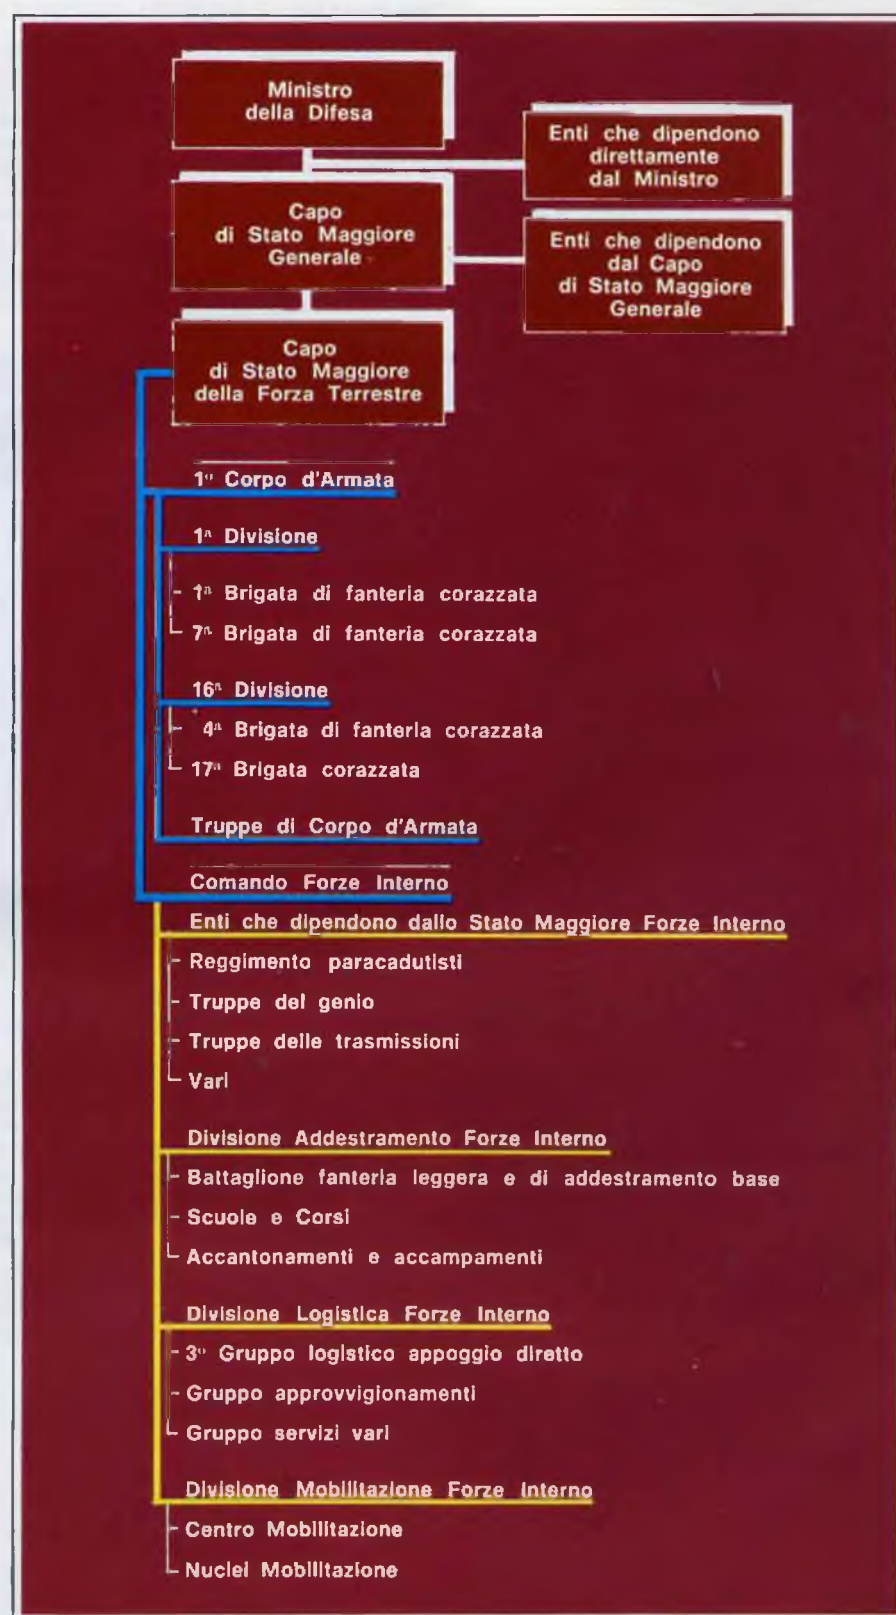 Ministro
della Difesa
Enti che dipendono
direttamente
dal Ministro
Capo
di Stato Maggiore
Generale
Enti che dipendono
dal Capo
di Stato Maggiore
Generale
Capo
di Stato Maggiore
della Forza Terrestre
1º Corpo d'Armata
1ª Divisione
1ª Brigata di fanteria corazzata
7ª Brigata di fanteria corazzata
16ª Divisione
4ª Brigata di fanteria corazzata
17ª Brigata corazzata
Truppe di Corpo d'Armata
Comando Forze Interno
Enti che dipendono dallo Stato Maggiore Forze Interno
Reggimento paracadutisti
Truppe del genio
Truppe delle trasmissioni
Vari
Divisione Addestramento Forze Interno
Battaglione fanteria leggera e di addestramento base
Scuole e Corsi
Accantonamenti e accampamenti
Divisione Logistica Forze Interno
3º Gruppo logistico appoggio diretto
Gruppo approvvigionamenti
Gruppo servizi vari
Divisione Mobilitazione Forze Interno
Centro Mobilitazione
Nuclei Mobilitazione